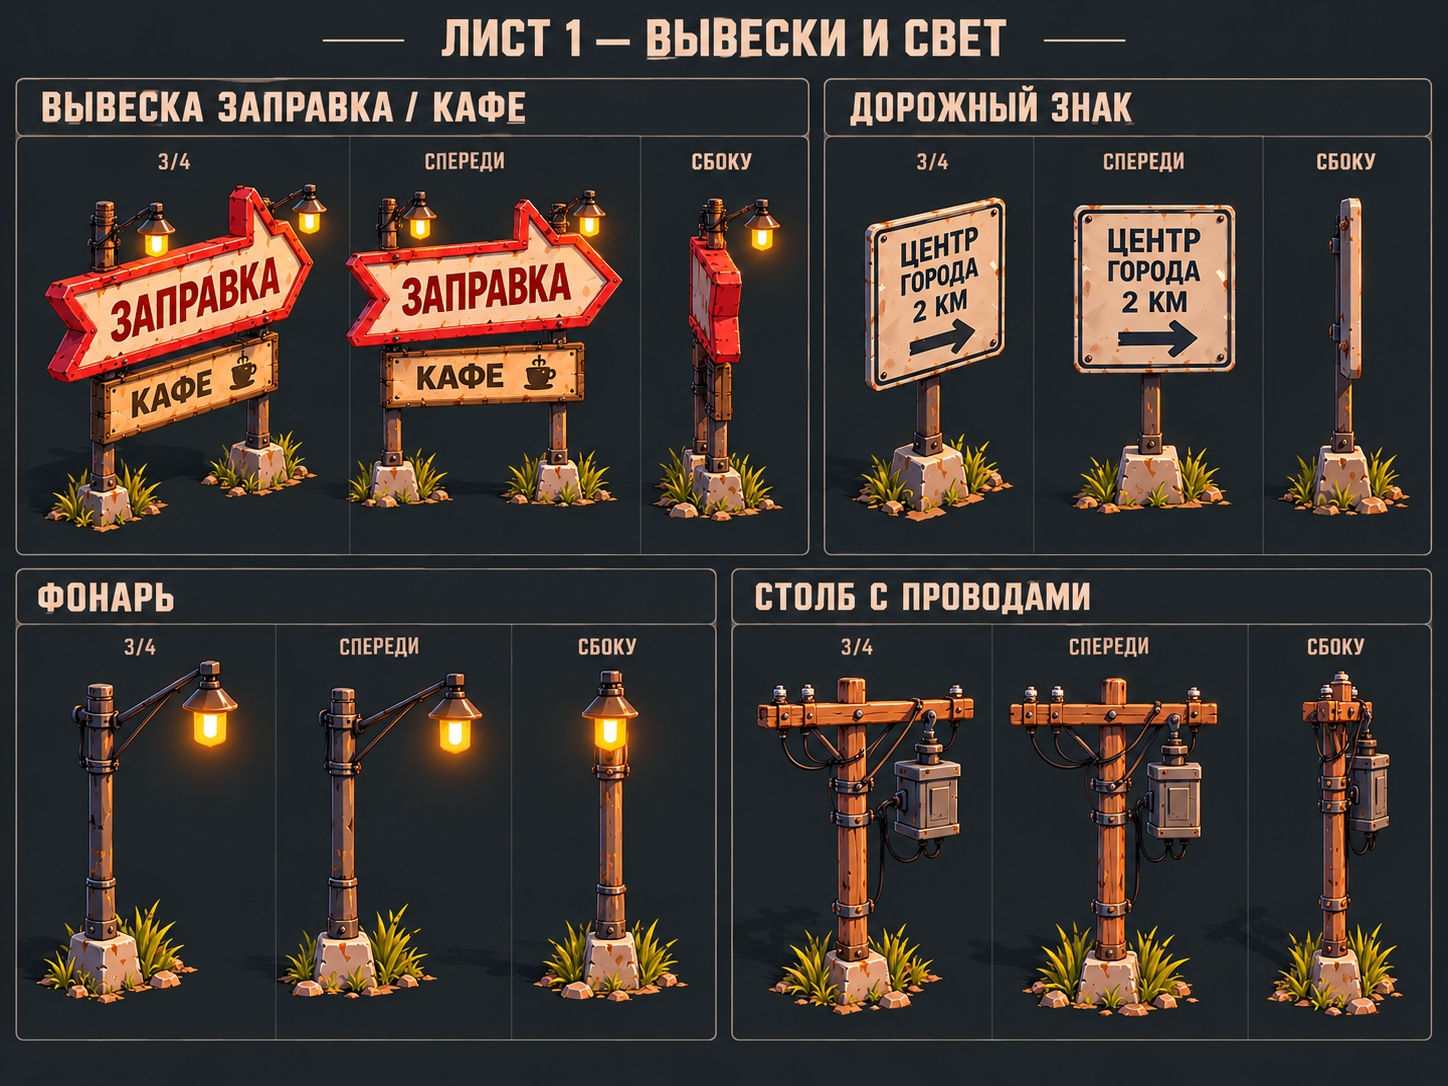 ЛИСТ 1 — ВЫВЕСКИ И СВЕТ
ВЫВЕСКА ЗАПРАВКА / КАФЕ
3/4
СПЕРЕДИ
СБОКУ
ЗАПРАВКА
КАФЕ
ЗАПРАВКА
КАФЕ
ДОРОЖНЫЙ ЗНАК
3/4
СПЕРЕДИ
СБОКУ
ЦЕНТР
ГОРОДА
2 КМ
ЦЕНТР
ГОРОДА
2 КМ
ФОНАРЬ
3/4
СПЕРЕДИ
СБОКУ
СТОЛБ С ПРОВОДАМИ
3/4
СПЕРЕДИ
СБОКУ